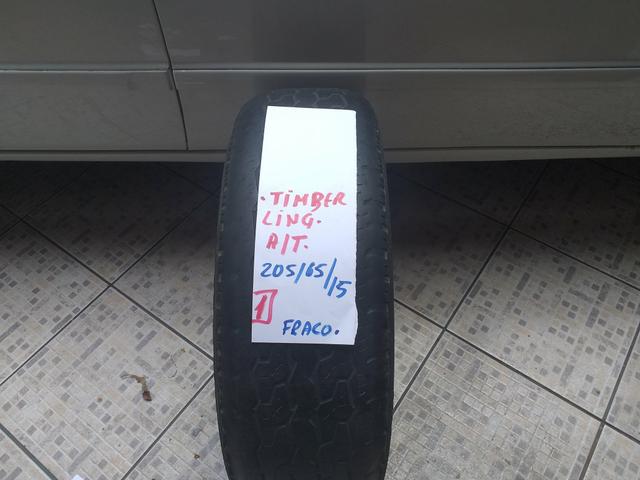 .TIMBER
LING.
A/T.
205/65/15
1
FRACO.